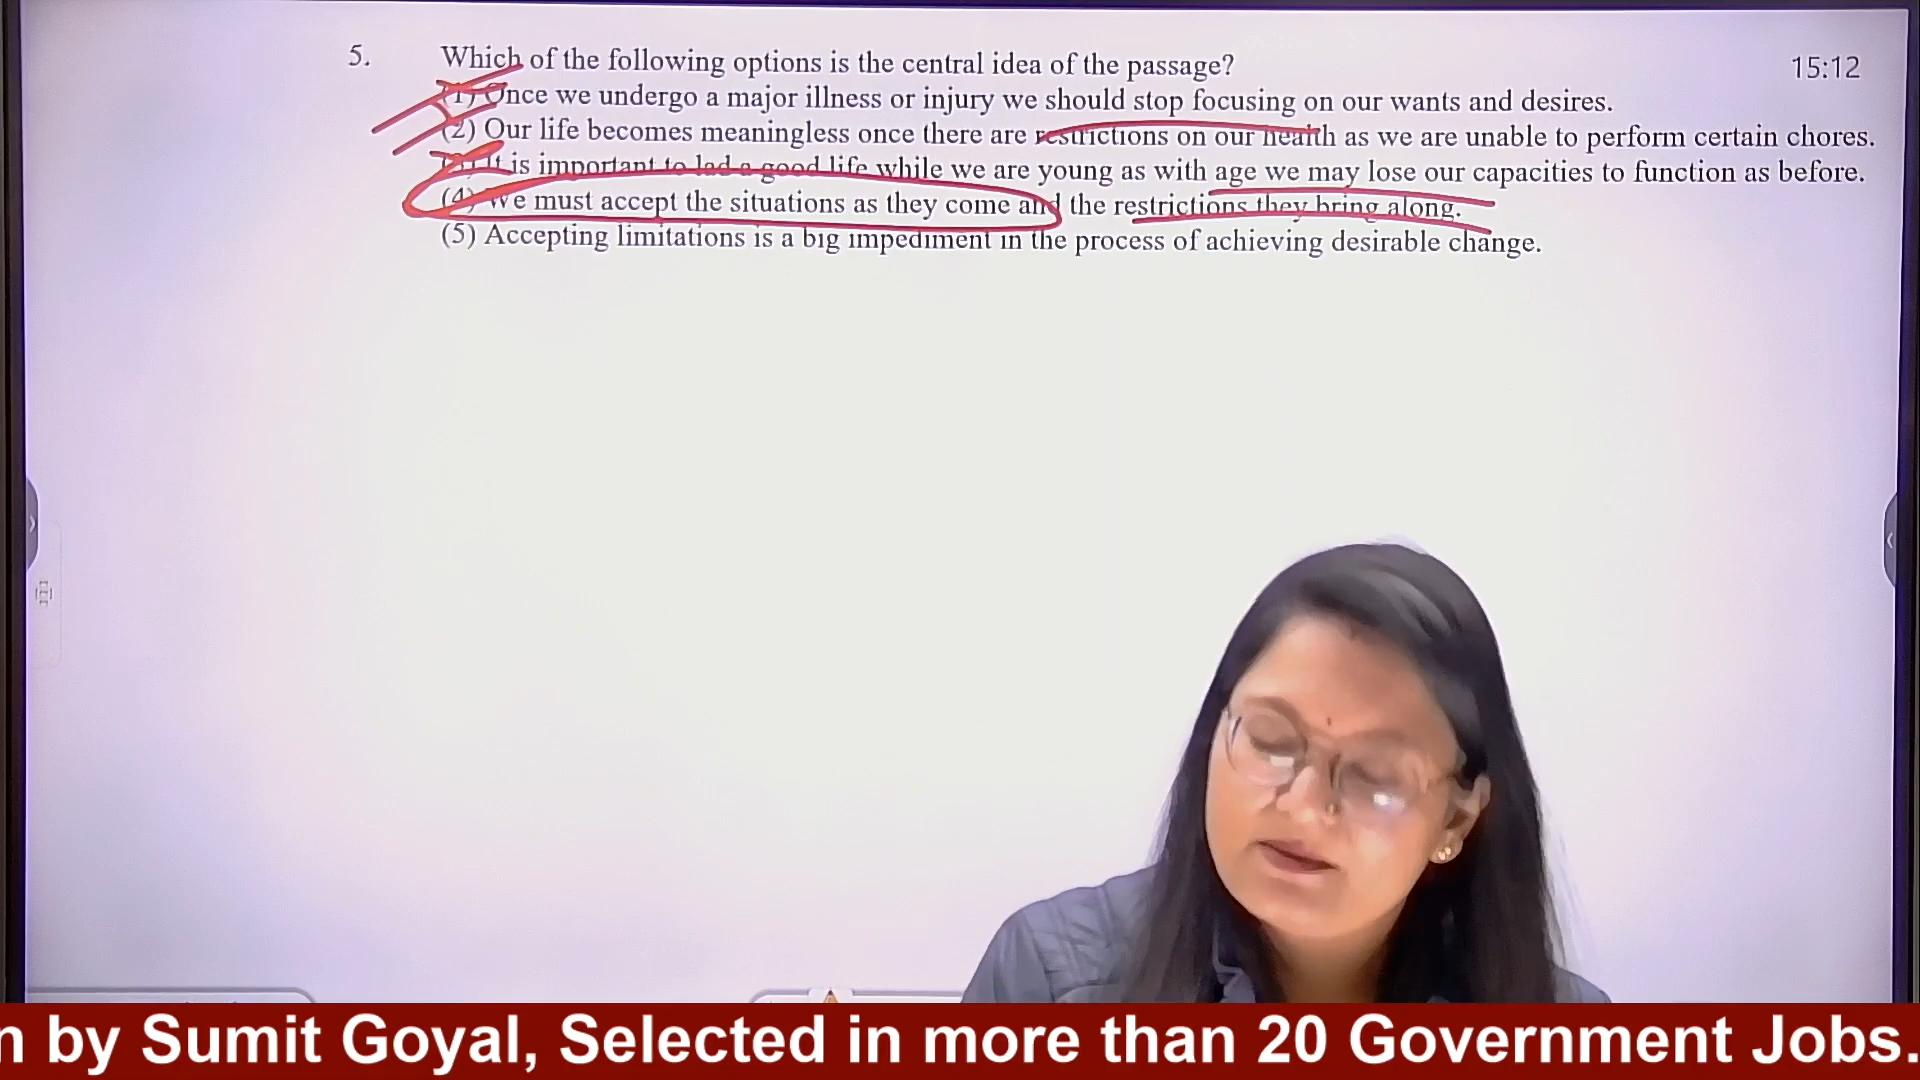 5. Which of the following options is the central idea of the passage?
15:12
(1) Once we undergo a major illness or injury we should stop focusing on our wants and desires.
(2) Our life becomes meaningless once there are restrictions on our health as we are unable to perform certain chores.
(3) It is important to lad a good life while we are young as with age we may lose our capacities to function as before.
(4) We must accept the situations as they come and the restrictions they bring along.
(5) Accepting limitations is a big impediment in the process of achieving desirable change.
n by Sumit Goyal, Selected in more than 20 Government Jobs.